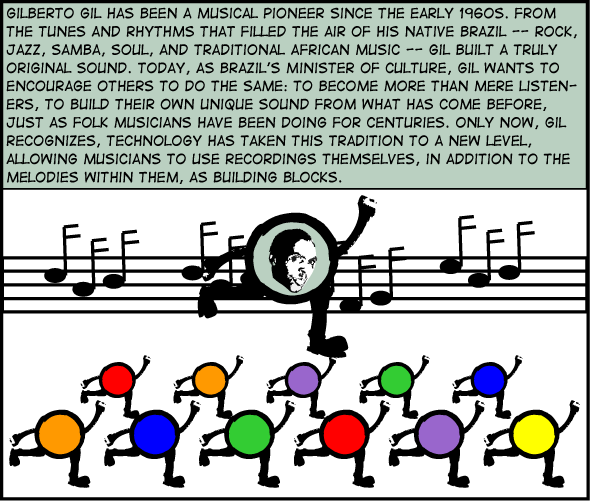 GILBERTO GIL HAS BEEN A MUSICAL PIONEER SINCE THE EARLY 1960S. FROM
THE TUNES AND RHYTHMS THAT FILLED THE AIR OF HIS NATIVE BRAZIL -- ROCK,
JAZZ, SAMBA, SOUL, AND TRADITIONAL AFRICAN MUSIC -- GIL BUILT A TRULY
ORIGINAL SOUND. TODAY, AS BRAZIL'S MINISTER OF CULTURE, GIL WANTS TO
ENCOURAGE OTHERS TO DO THE SAME: TO BECOME MORE THAN MERE LISTEN-
ERS, TO BUILD THEIR OWN UNIQUE SOUND FROM WHAT HAS COME BEFORE,
JUST AS FOLK MUSICIANS HAVE BEEN DOING FOR CENTURIES. ONLY NOW, GIL
RECOGNIZES, TECHNOLOGY HAS TAKEN THIS TRADITION TO A NEW LEVEL,
ALLOWING MUSICIANS TO USE RECORDINGS THEMSELVES, IN ADDITION TO THE
MELODIES WITHIN THEM, AS BUILDING BLOCKS.